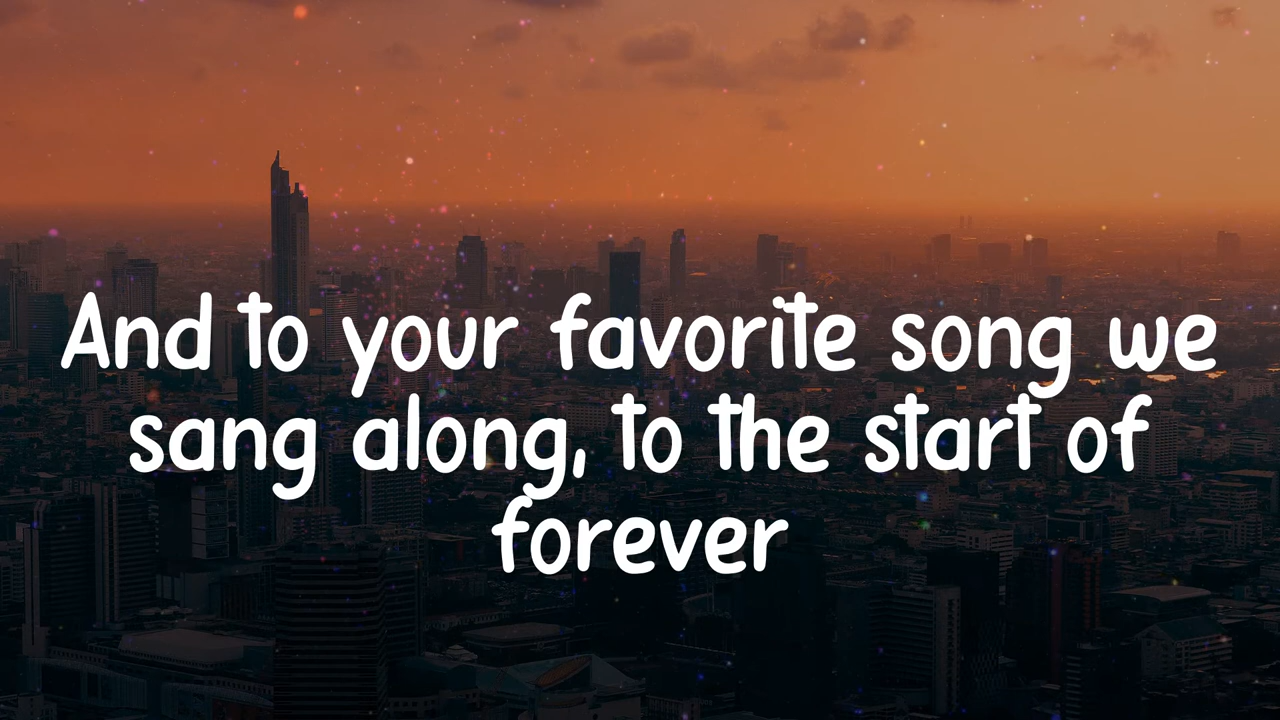 And to your favorite song we
sang along, to the start of
forever